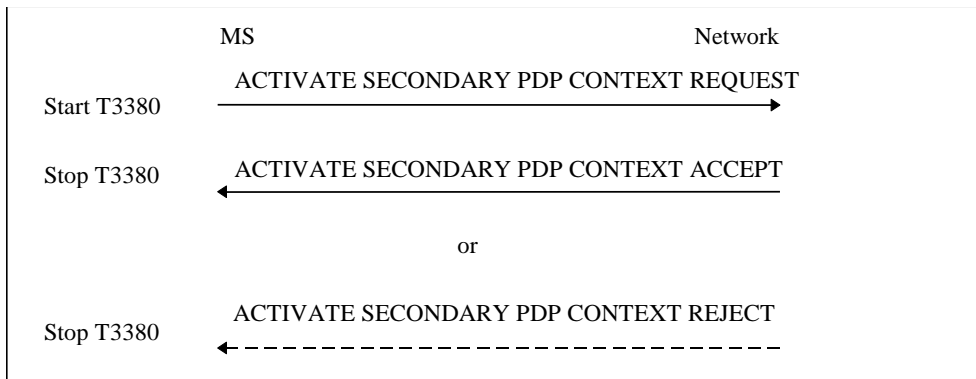 MS Network
ACTIVATE SECONDARY PDP CONTEXT REQUEST
Start T3380
ACTIVATE SECONDARY PDP CONTEXT ACCEPT
Stop T3380
or
ACTIVATE SECONDARY PDP CONTEXT REJECT
Stop T3380